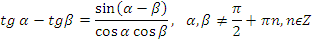 tg α − tgβ = sin(α − β) / cos α cos β, α, β ≠ π/2 + πn, nϵZ